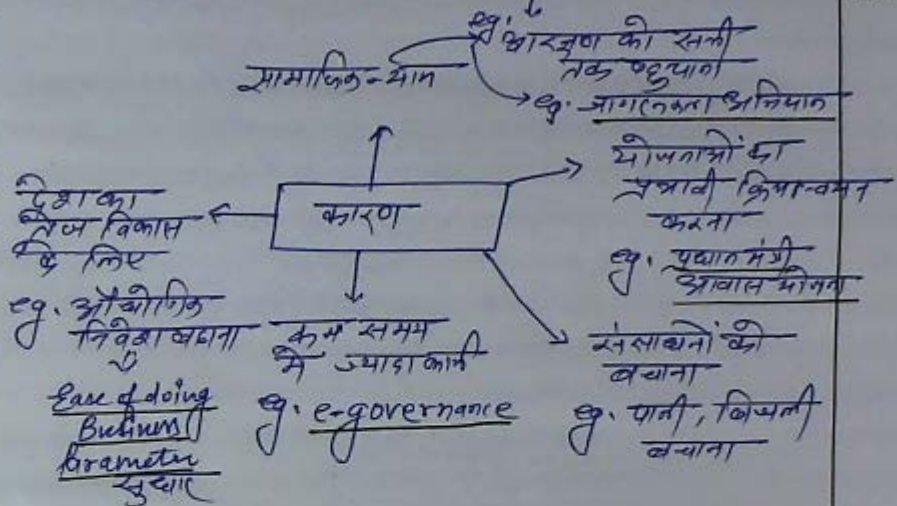 सामाजिक न्याय
eg. आरक्षण को सभी
तक पहुचाना
eg. जागरूकता अभियान
योजनाओं का
प्रभावी क्रियान्वयन
करना
eg. प्रधानमंत्री
आवास योजना
देश का
तेज विकास
के लिए
eg. औद्योगिक
निवेश बढ़ाना
Ease of doing
Business
Parameter
सुधार
कारण
कम समय
में ज्यादा काम
eg. e-governance
संसाधनों को
बचाना
eg. पानी, बिजली
बचाना